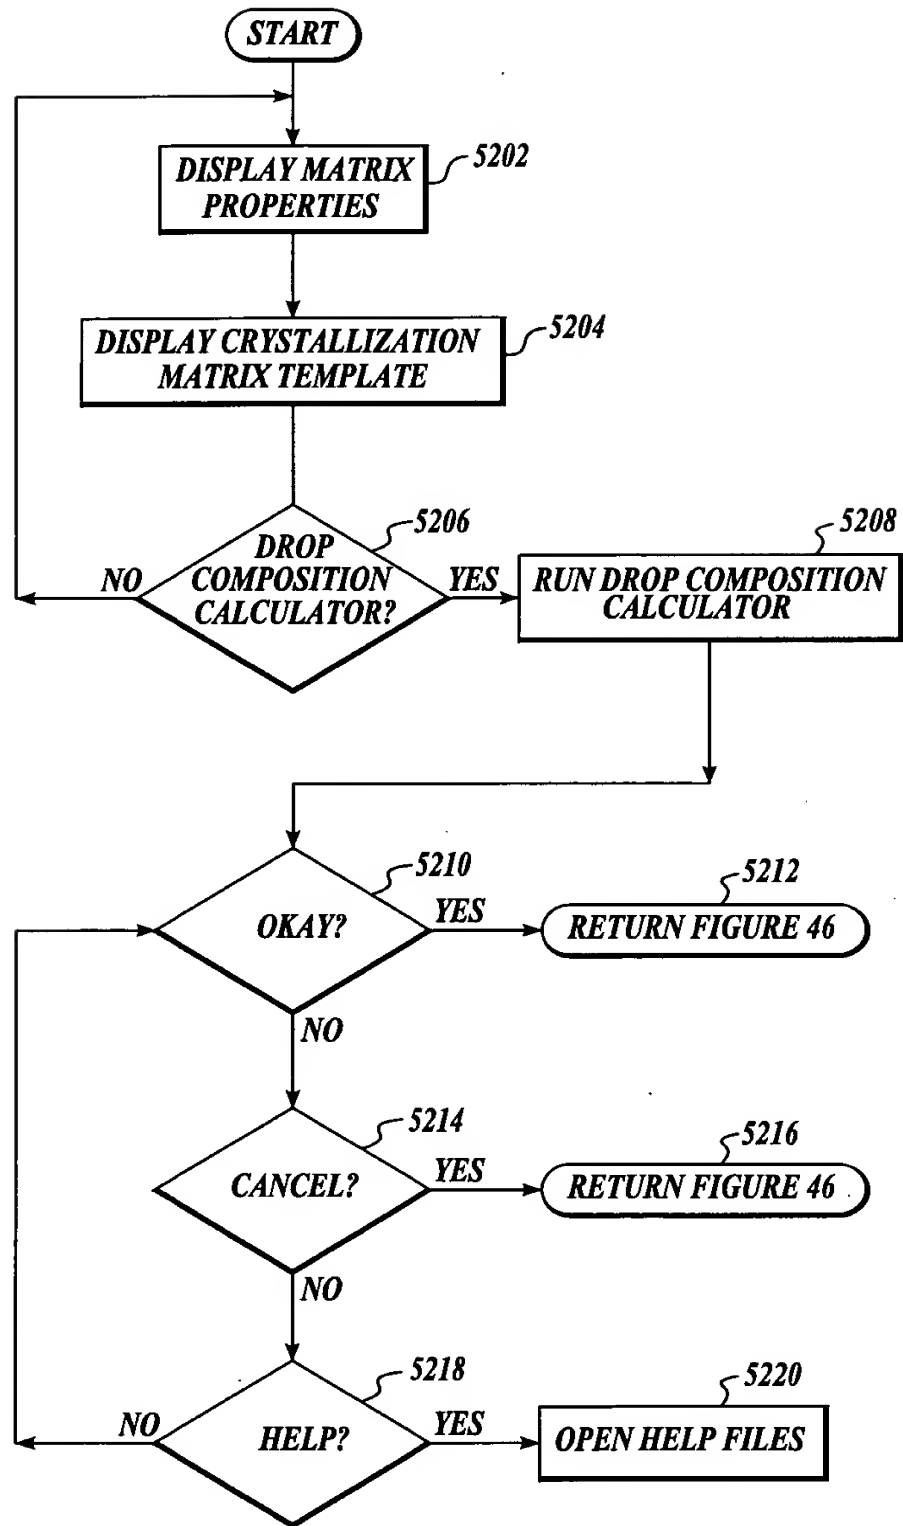 START
DISPLAY MATRIX
PROPERTIES
5202
DISPLAY CRYSTALLIZATION
MATRIX TEMPLATE
5204
DROP
COMPOSITION
CALCULATOR?
5206
NO
YES
RUN DROP COMPOSITION
CALCULATOR
5208
OKAY?
5210
YES
RETURN FIGURE 46
5212
NO
CANCEL?
5214
YES
RETURN FIGURE 46
5216
NO
HELP?
5218
NO
YES
OPEN HELP FILES
5220